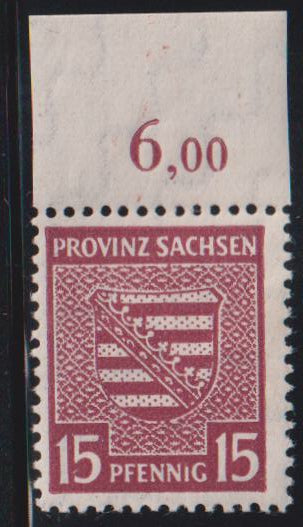 6,00
PROVINZ SACHSEN
15 PFENNIG 15